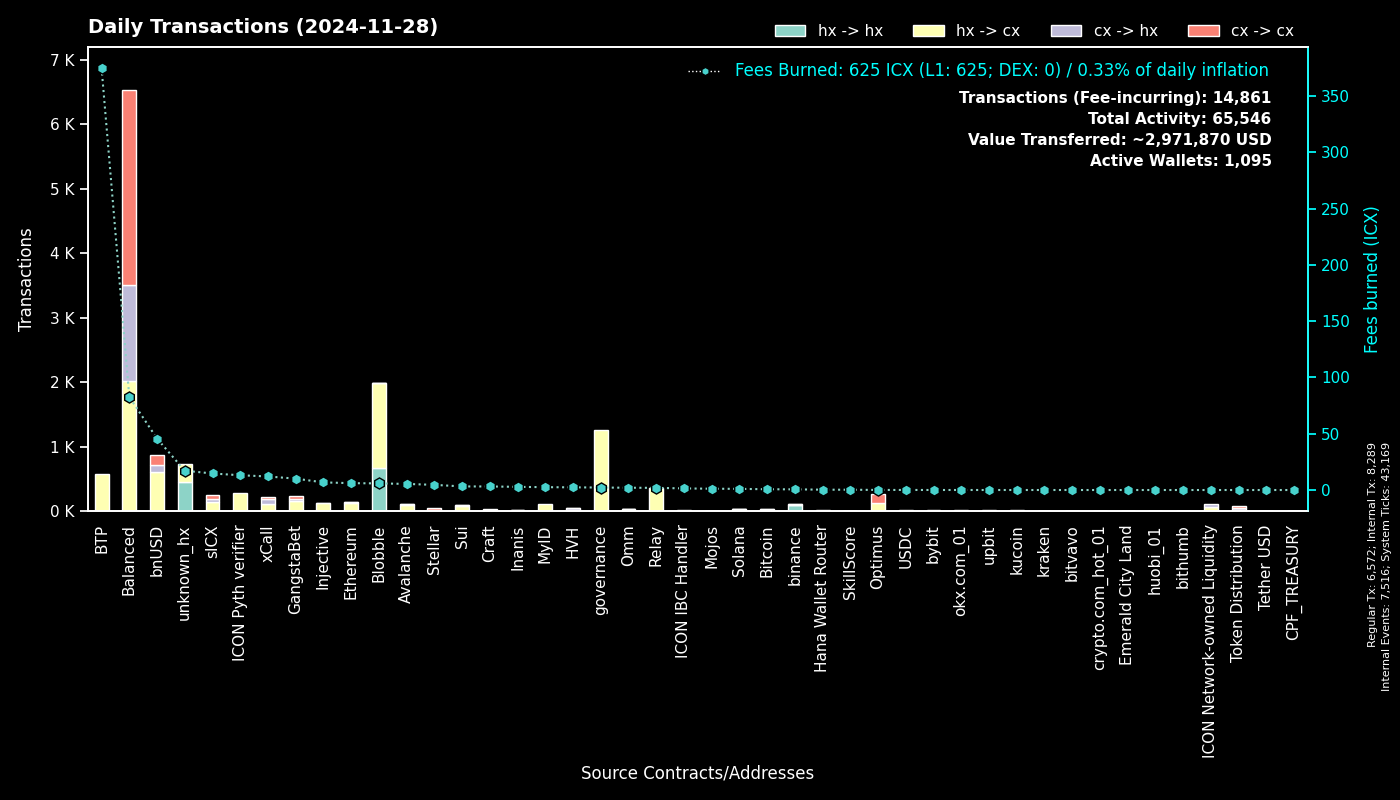 Daily Transactions (2024-11-28)
hx -> hx
hx -> cx
cx -> hx
cx -> cx
Fees Burned: 625 ICX (L1: 625; DEX: 0) / 0.33% of daily inflation
Transactions (Fee-incurring): 14,861
Total Activity: 65,546
Value Transferred: ~2,971,870 USD
Active Wallets: 1,095
Transactions
7 K
6 K
5 K
4 K
3 K
2 K
1 K
0 K
350
300
250
200
150
100
50
0
Fees burned (ICX)
BTP
Balanced
bnUSD
unknown_hx
sICX
ICON Pyth verifier
xCall
GangstaBet
Injective
Ethereum
Blobble
Avalanche
Stellar
Sui
Craft
Inanis
MyID
HVH
governance
Omm
Relay
ICON IBC Handler
Mojos
Solana
Bitcoin
binance
Hana Wallet Router
SkillScore
Optimus
USDC
bybit
okx.com_01
upbit
kucoin
kraken
bitvavo
crypto.com_hot_01
Emerald City Land
huobi_01
bithumb
ICON Network-owned Liquidity
Token Distribution
Tether USD
CPF_TREASURY
Source Contracts/Addresses
Regular Tx: 6,572; Internal Tx: 8,289
Internal Events: 7,516; System Ticks: 43,169